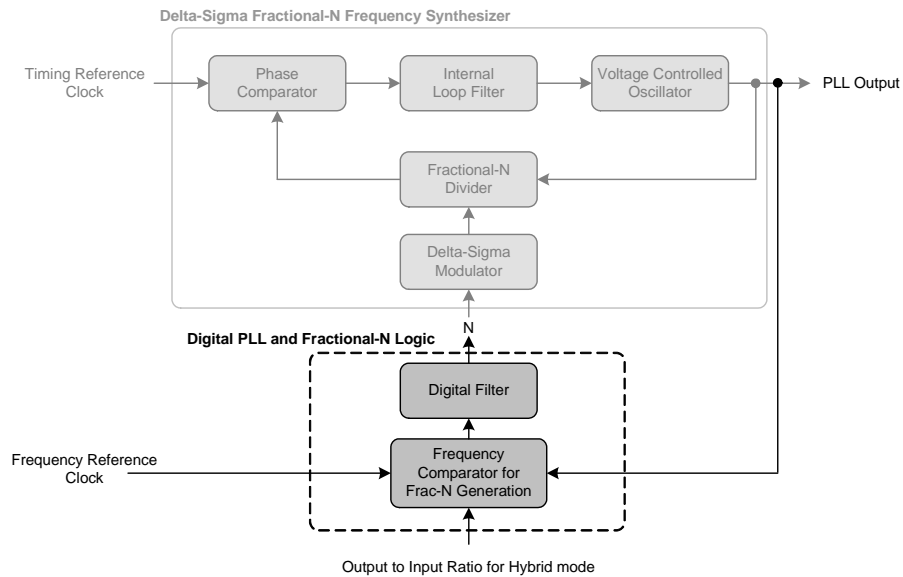 Delta-Sigma Fractional-N Frequency Synthesizer
Timing Reference
Clock
Phase
Comparator
Internal
Loop Filter
Voltage Controlled
Oscillator
PLL Output
Fractional-N
Divider
Delta-Sigma
Modulator
N
Digital PLL and Fractional-N Logic
Digital Filter
Frequency Reference
Clock
Frequency
Comparator for
Frac-N Generation
Output to Input Ratio for Hybrid mode